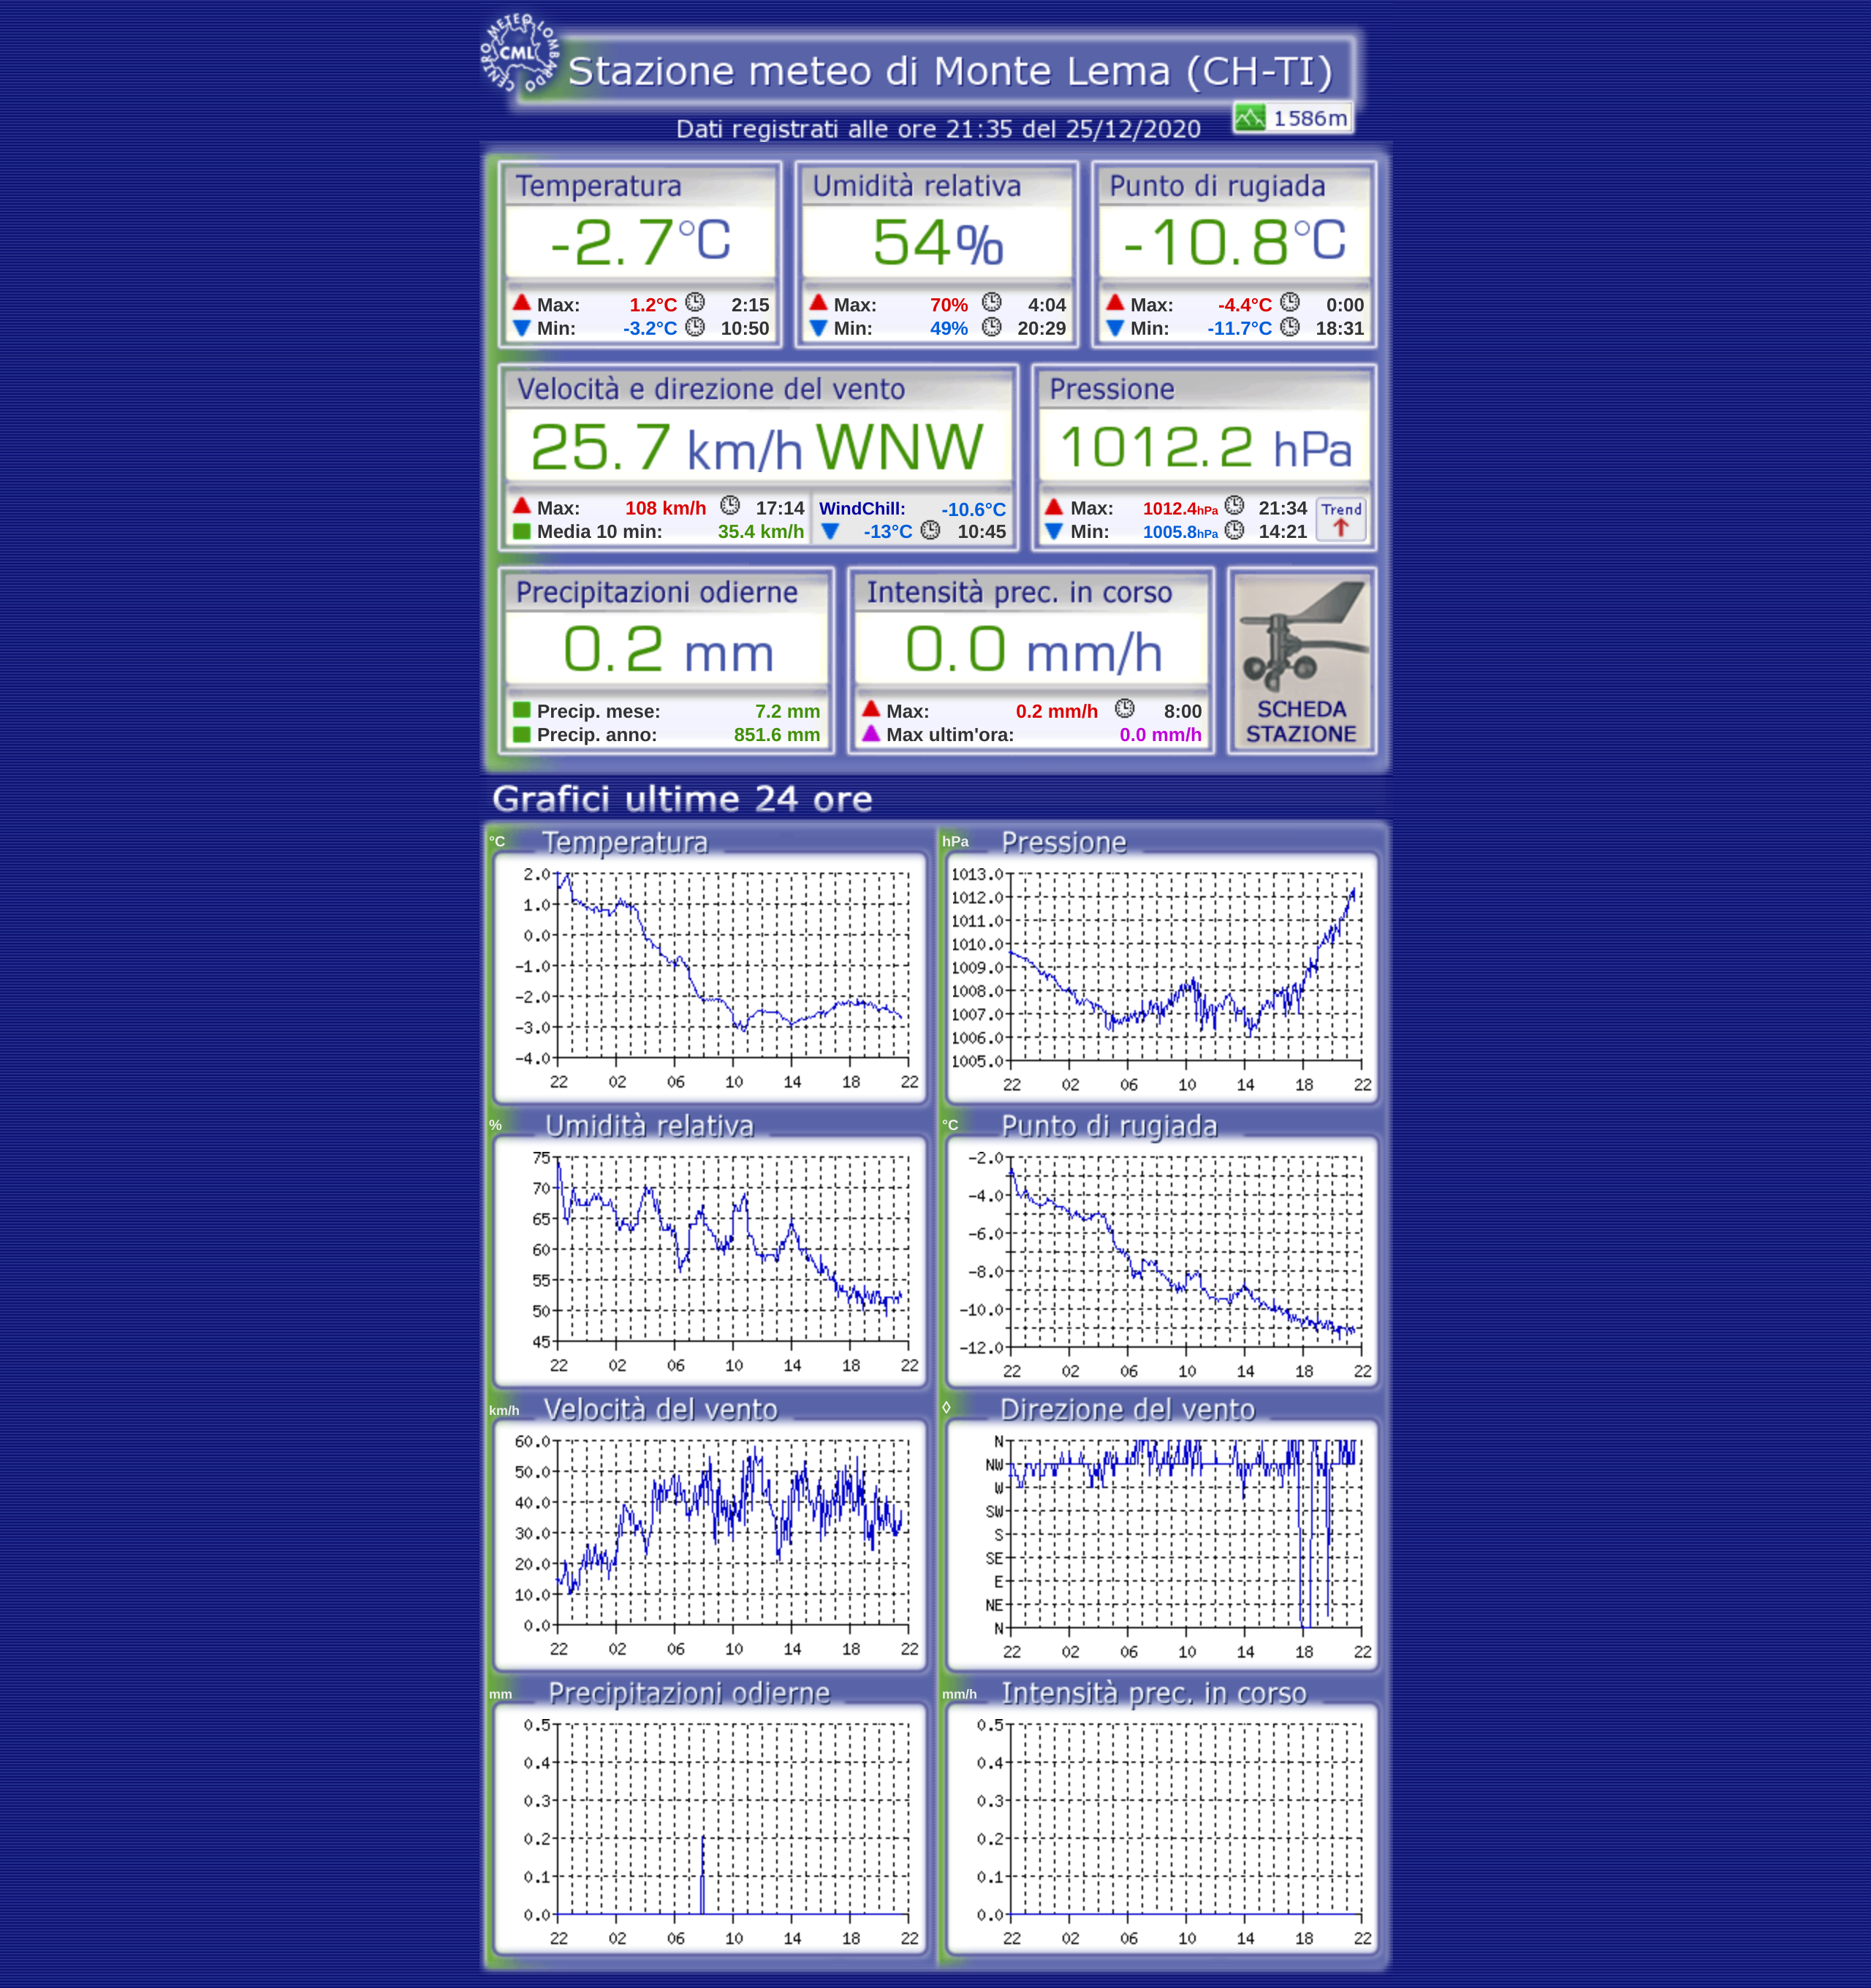 CENTRO METEO LOMBARDO
CML
Stazione meteo di Monte Lema (CH-TI)
1586m
Dati registrati alle ore 21:35 del 25/12/2020
Temperatura
-2.7°C
Max: 1.2°C 2:15
Min: -3.2°C 10:50
Umidità relativa
54%
Max: 70% 4:04
Min: 49% 20:29
Punto di rugiada
-10.8°C
Max: -4.4°C 0:00
Min: -11.7°C 18:31
Velocità e direzione del vento
25.7 km/h WNW
Max: 108 km/h 17:14
Media 10 min: 35.4 km/h
WindChill: -10.6°C
-13°C 10:45
Pressione
1012.2 hPa
Max: 1012.4hPa 21:34
Min: 1005.8hPa 14:21
Trend
Precipitazioni odierne
0.2 mm
Precip. mese: 7.2 mm
Precip. anno: 851.6 mm
Intensità prec. in corso
0.0 mm/h
Max: 0.2 mm/h 8:00
Max ultim'ora: 0.0 mm/h
SCHEDA
STAZIONE
Grafici ultime 24 ore
°C Temperatura
2.0
1.0
0.0
-1.0
-2.0
-3.0
-4.0
22 02 06 10 14 18 22
hPa Pressione
1013.0
1012.0
1011.0
1010.0
1009.0
1008.0
1007.0
1006.0
1005.0
22 02 06 10 14 18 22
% Umidità relativa
75
70
65
60
55
50
45
22 02 06 10 14 18 22
°C Punto di rugiada
-2.0
-4.0
-6.0
-8.0
-10.0
-12.0
22 02 06 10 14 18 22
km/h Velocità del vento
60.0
50.0
40.0
30.0
20.0
10.0
0.0
22 02 06 10 14 18 22
◊ Direzione del vento
N
NW
W
SW
S
SE
E
NE
N
22 02 06 10 14 18 22
mm Precipitazioni odierne
0.5
0.4
0.3
0.2
0.1
0.0
22 02 06 10 14 18 22
mm/h Intensità prec. in corso
0.5
0.4
0.3
0.2
0.1
0.0
22 02 06 10 14 18 22